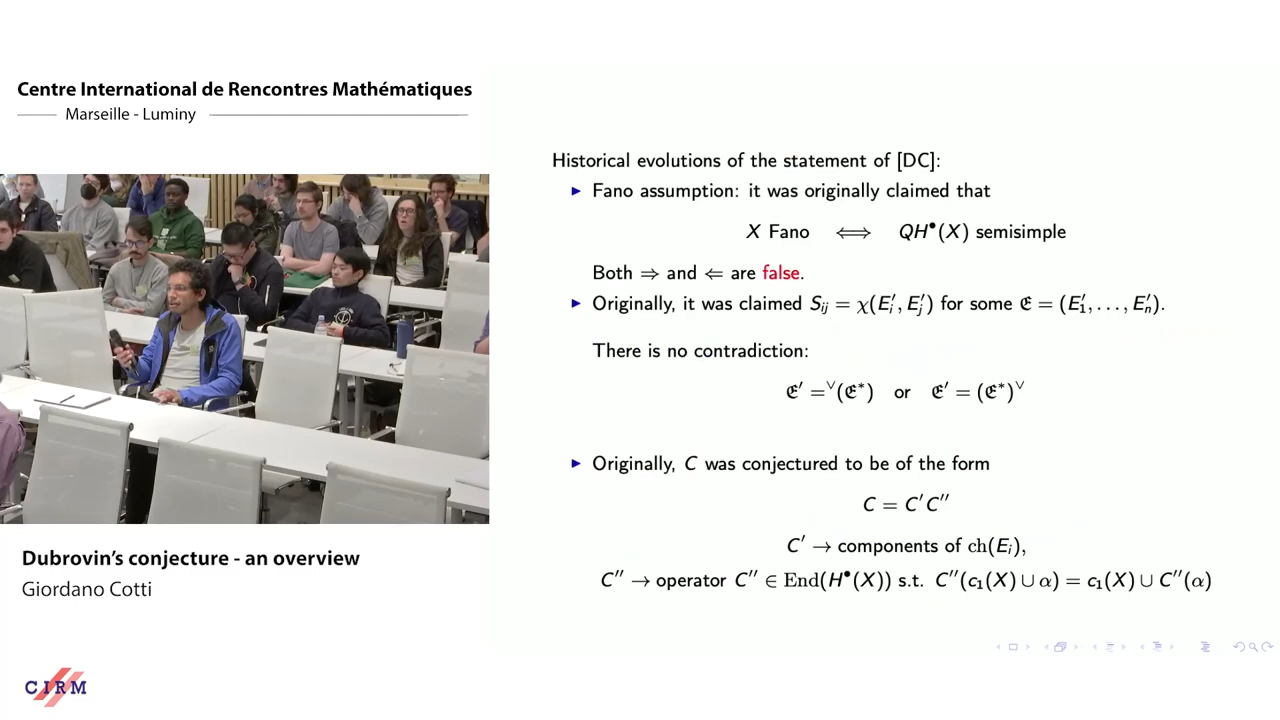 Centre International de Rencontres Mathématiques
Marseille - Luminy
Historical evolutions of the statement of [DC]:
▶ Fano assumption: it was originally claimed that
X Fano ⟺ QH•(X) semisimple
Both ⇒ and ⇐ are false.
▶ Originally, it was claimed S_{ij} = χ(E′_i, E′_j) for some 𝔈 = (E′_1, . . . , E′_n).
There is no contradiction:
𝔈′ = ^∨(𝔈*) or 𝔈′ = (𝔈*)^∨
▶ Originally, C was conjectured to be of the form
C = C′C″
C′ → components of ch(E_i),
C″ → operator C″ ∈ End(H•(X)) s.t. C″(c_1(X) ∪ α) = c_1(X) ∪ C″(α)
Dubrovin's conjecture - an overview
Giordano Cotti
CIRM